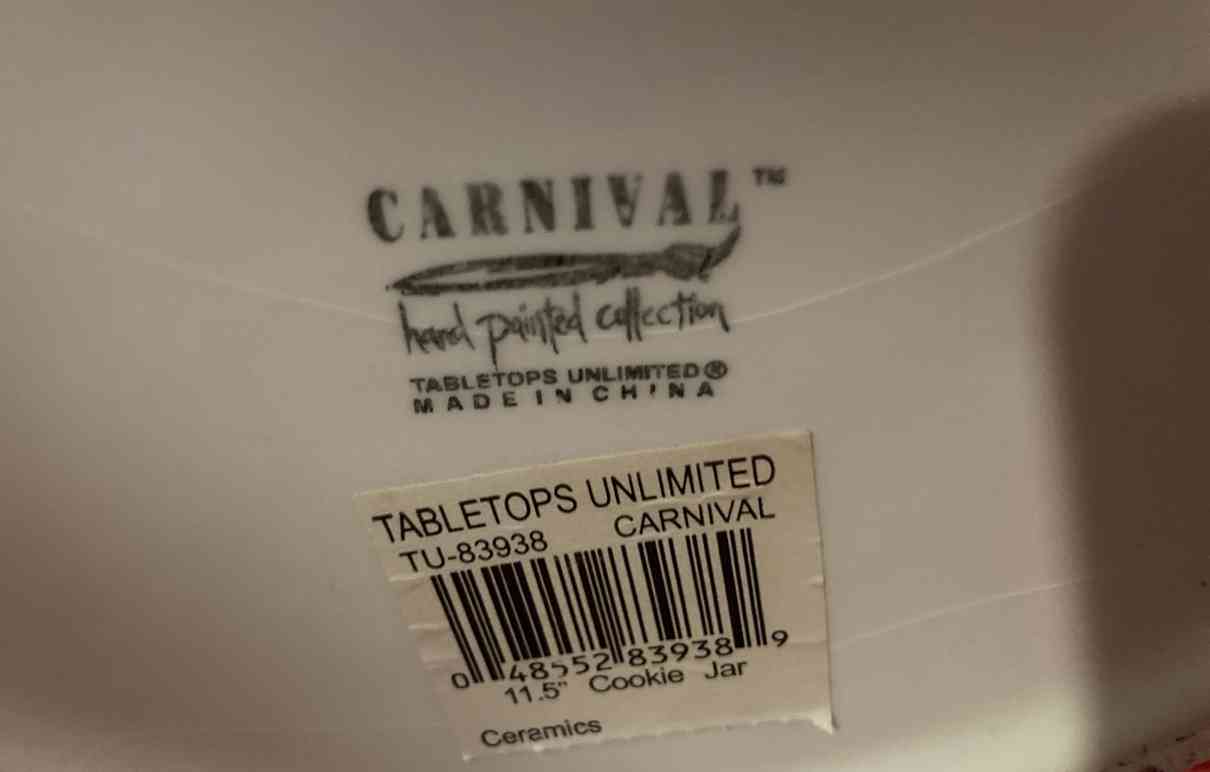 CARNIVAL™
hand painted collection
TABLETOPS UNLIMITED®
MADE IN CHINA
TABLETOPS UNLIMITED
TU-83938 CARNIVAL
0 48552 83938 9
11.5" Cookie Jar
Ceramics